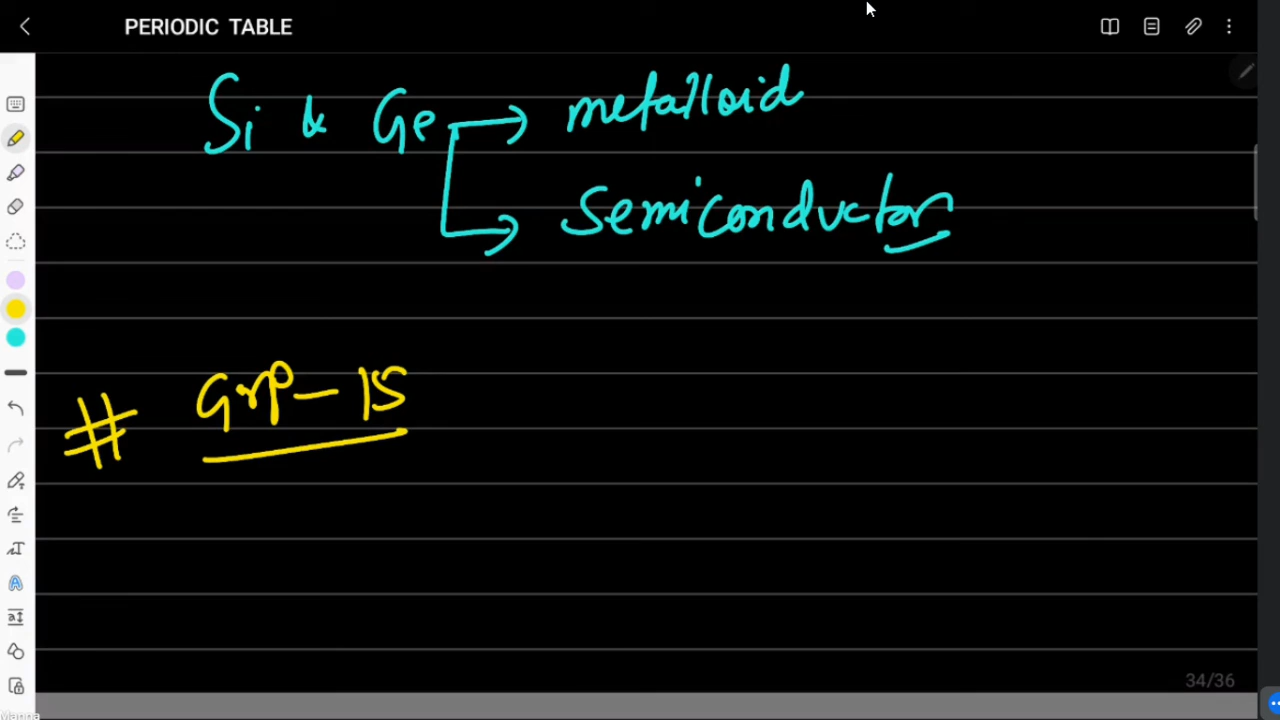 PERIODIC TABLE
Si & Ge → metalloid
→ Semiconductor
# Grp - 15
34/36